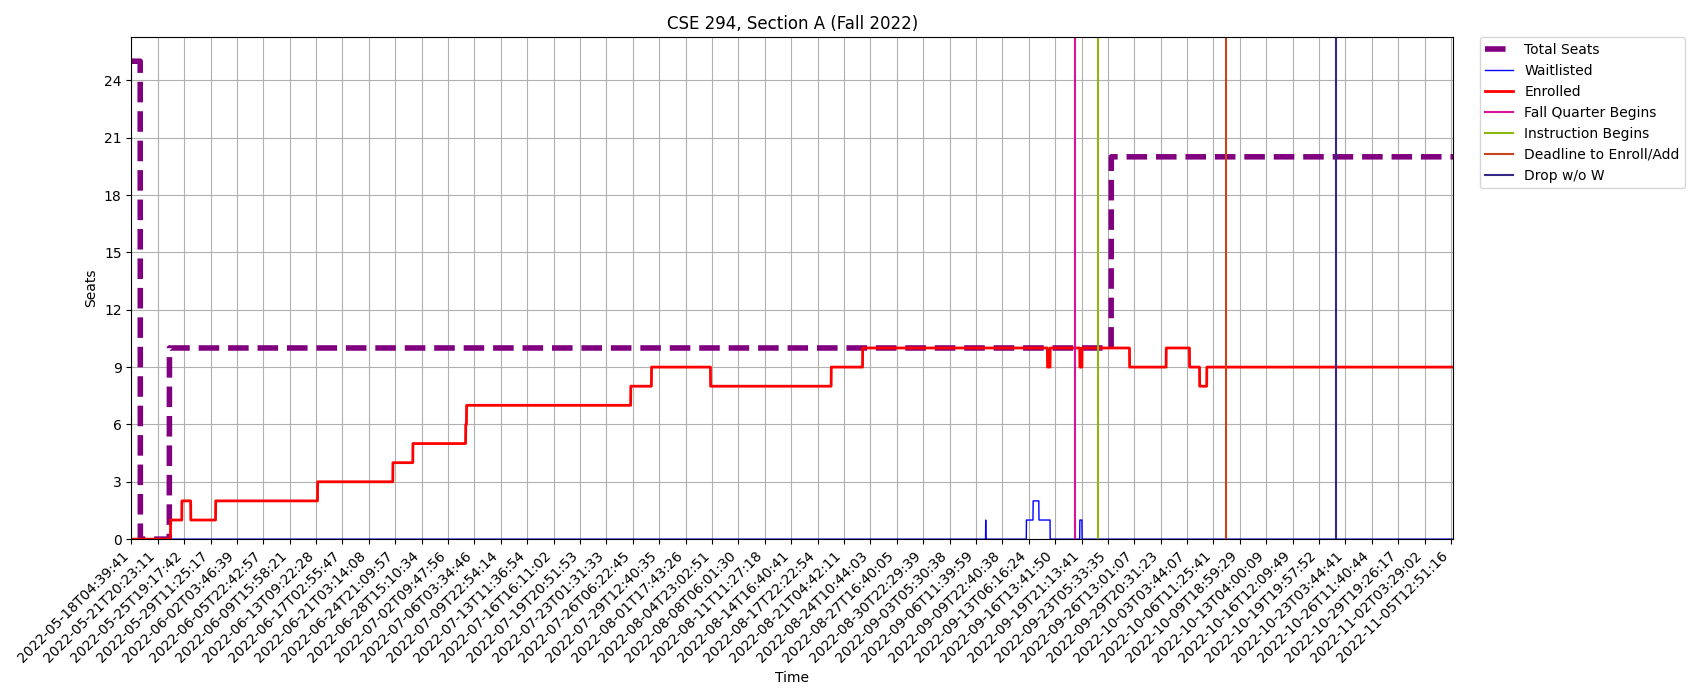 CSE 294, Section A (Fall 2022)
Total Seats
Waitlisted
Enrolled
Fall Quarter Begins
Instruction Begins
Deadline to Enroll/Add
Drop w/o W
Seats
24
21
18
15
12
9
6
3
0
2022-05-18T04:39:41
2022-05-21T20:23:11
2022-05-25T19:17:42
2022-05-29T11:25:17
2022-06-02T03:46:39
2022-06-05T22:42:57
2022-06-09T15:58:21
2022-06-13T09:22:28
2022-06-17T02:55:47
2022-06-21T03:14:08
2022-06-24T21:09:57
2022-06-28T15:10:34
2022-07-02T09:47:56
2022-07-06T03:34:46
2022-07-09T22:54:14
2022-07-13T11:36:54
2022-07-16T16:11:02
2022-07-19T20:51:53
2022-07-23T01:31:33
2022-07-26T06:22:45
2022-07-29T12:40:35
2022-08-01T17:43:26
2022-08-04T23:02:51
2022-08-08T06:01:30
2022-08-11T11:27:18
2022-08-14T16:40:41
2022-08-17T22:22:54
2022-08-21T04:42:11
2022-08-24T10:44:03
2022-08-27T16:40:05
2022-08-30T22:29:39
2022-09-03T05:30:38
2022-09-06T11:39:59
2022-09-09T22:40:38
2022-09-13T06:16:24
2022-09-16T13:41:50
2022-09-19T21:13:41
2022-09-23T05:33:35
2022-09-26T13:01:07
2022-09-29T20:31:23
2022-10-03T03:44:07
2022-10-06T11:25:41
2022-10-09T18:59:29
2022-10-13T04:00:09
2022-10-16T12:09:49
2022-10-19T19:57:52
2022-10-23T03:44:41
2022-10-26T11:40:44
2022-10-29T19:26:17
2022-11-02T03:29:02
2022-11-05T12:51:16
Time